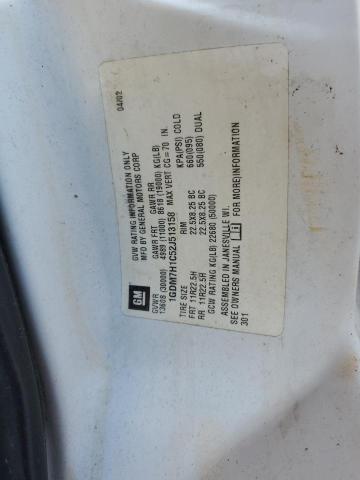 GM
04/02
GVW RATING INFORMATION ONLY
MFD BY GENERAL MOTORS CORP
GVWR GAWR FRT GAWR RR
13608 (30000) 4989 (11000) 8618 (19000) KG(LB)
1GDM7H1C52J513158 MAX VERT CG=70 IN.
TIRE SIZE RIM KPA(PSI) COLD
FRT 11R22.5H 22.5X8.25 BC 660(095)
RR 11R22.5R 22.5X8.25 BC 550(080) DUAL
GCW RATING KG(LB) 22680 (50000)
ASSEMBLED IN JANESVILLE WI.
SEE OWNERS MANUAL i FOR MORE INFORMATION
301